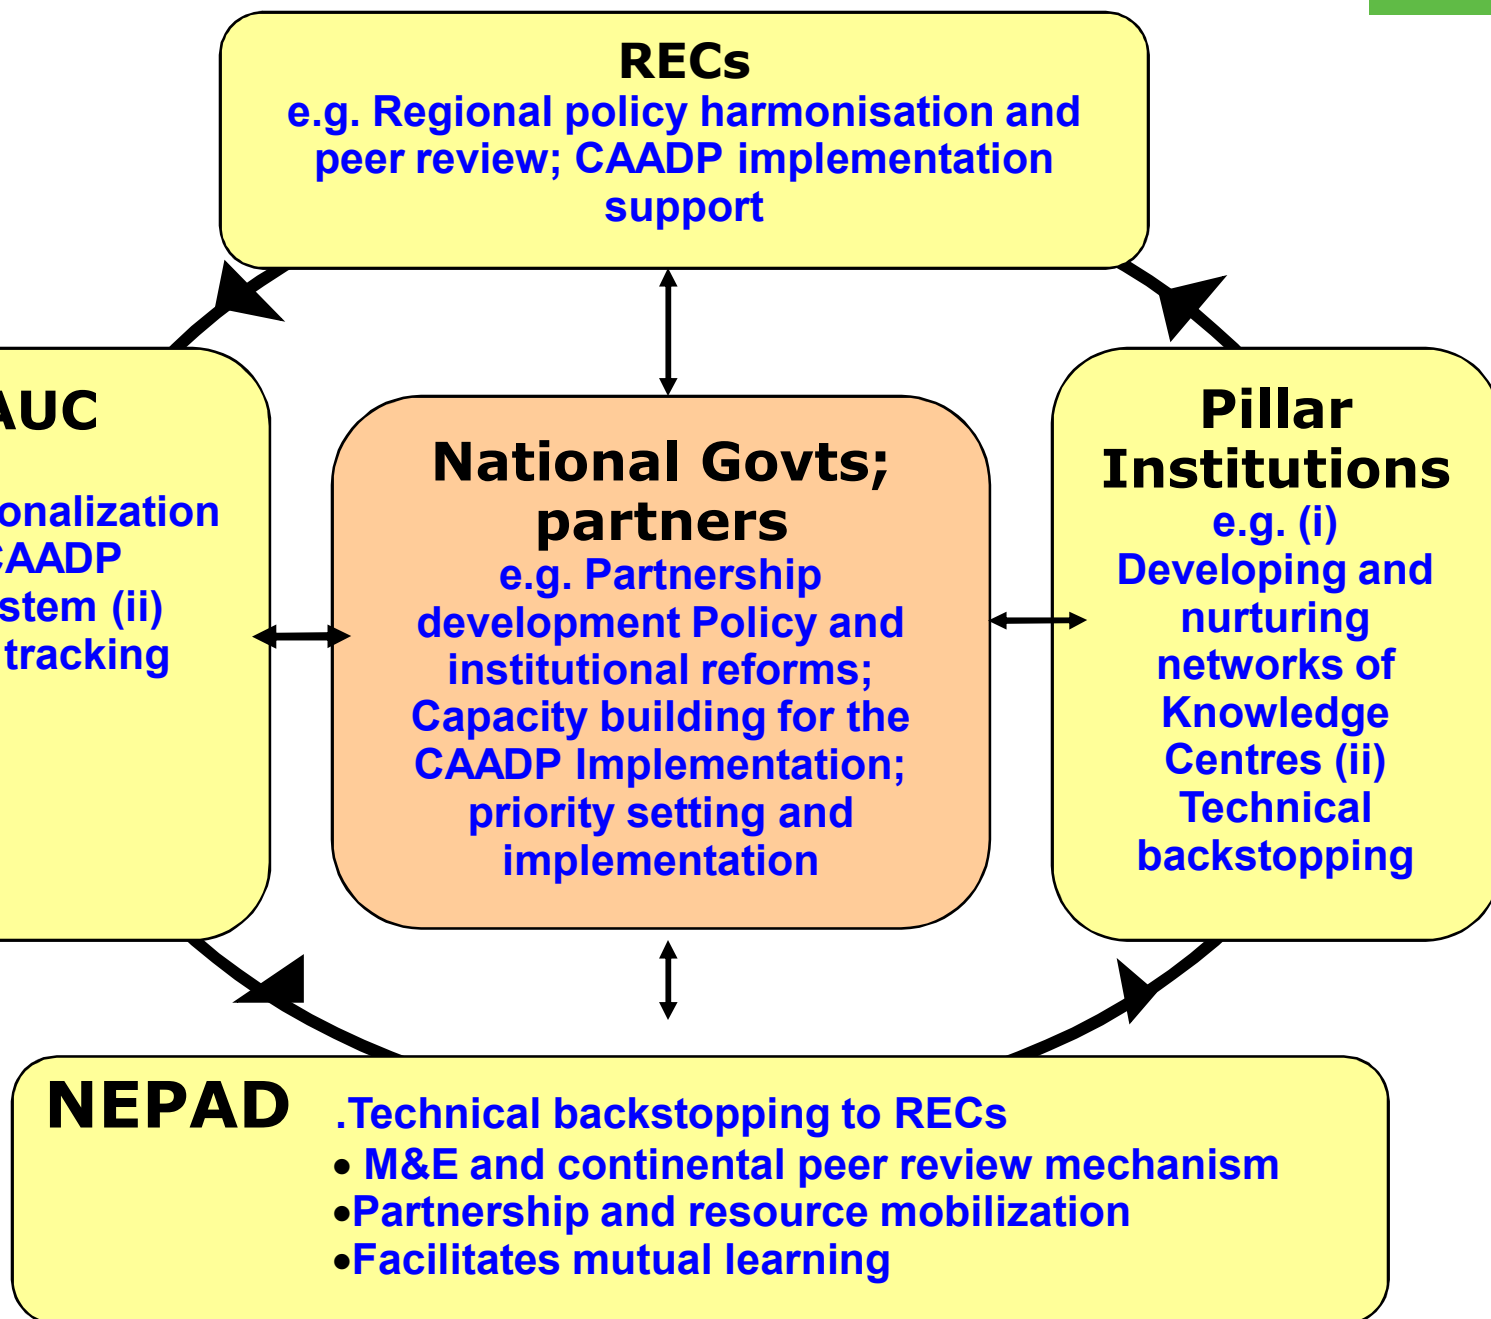 RECs
e.g. Regional policy harmonisation and
peer review; CAADP implementation
support
AUC
onalization
CAADP
stem (ii)
tracking
National Govts;
partners
e.g. Partnership
development Policy and
institutional reforms;
Capacity building for the
CAADP Implementation;
priority setting and
implementation
Pillar
Institutions
e.g. (i)
Developing and
nurturing
networks of
Knowledge
Centres (ii)
Technical
backstopping
NEPAD
.Technical backstopping to RECs
• M&E and continental peer review mechanism
•Partnership and resource mobilization
•Facilitates mutual learning